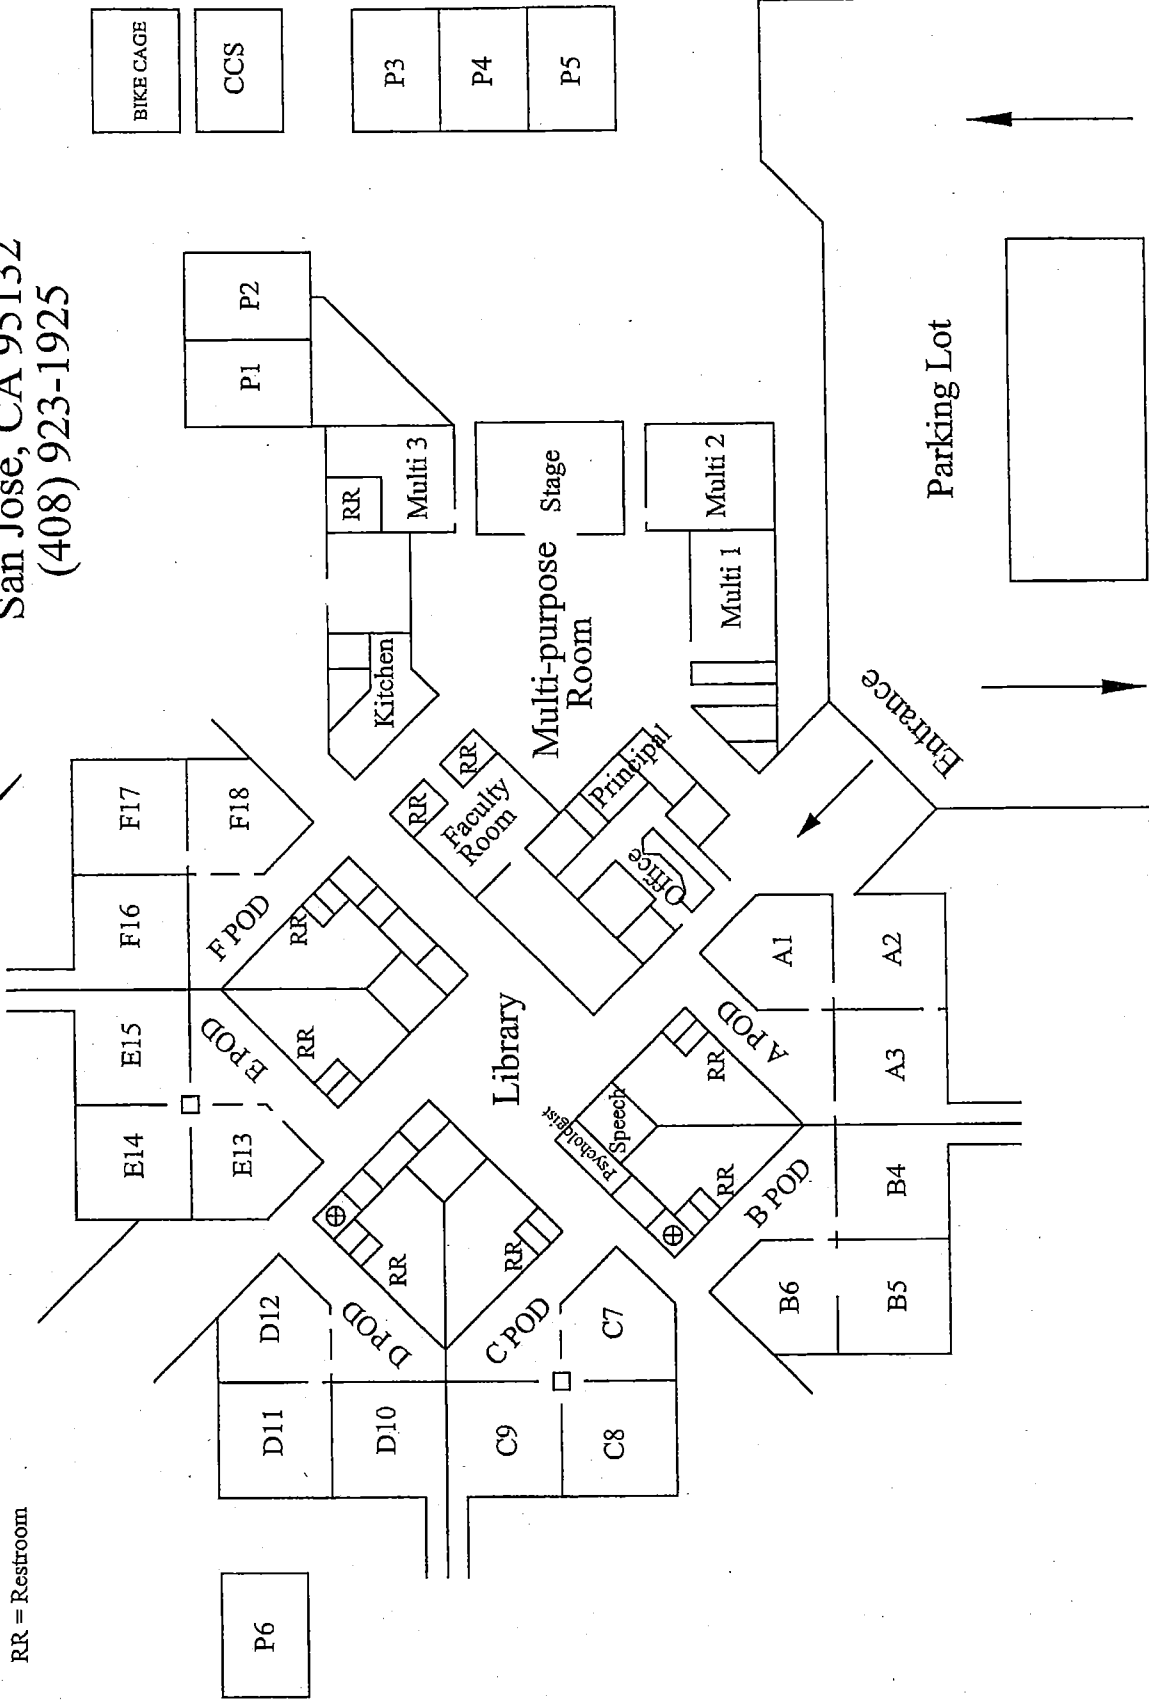 San Jose, CA 95132
(408) 923-1925
RR = Restroom
BIKE CAGE
CCS
P3
P4
P5
P2
P1
RR
Multi 3
Stage
Multi 2
Multi 1
Multi-purpose
Room
Kitchen
Parking Lot
Entrance
F17
F18
F16
F POD
RR
RR
RR
Faculty
Room
Principal
Office
E15
E14
E13
E POD
RR
Library
A1
A2
A3
A POD
RR
Speech
Psychologist
RR
B POD
B4
B5
B6
D12
D11
D10
D POD
RR
RR
C POD
C7
C8
C9
P6